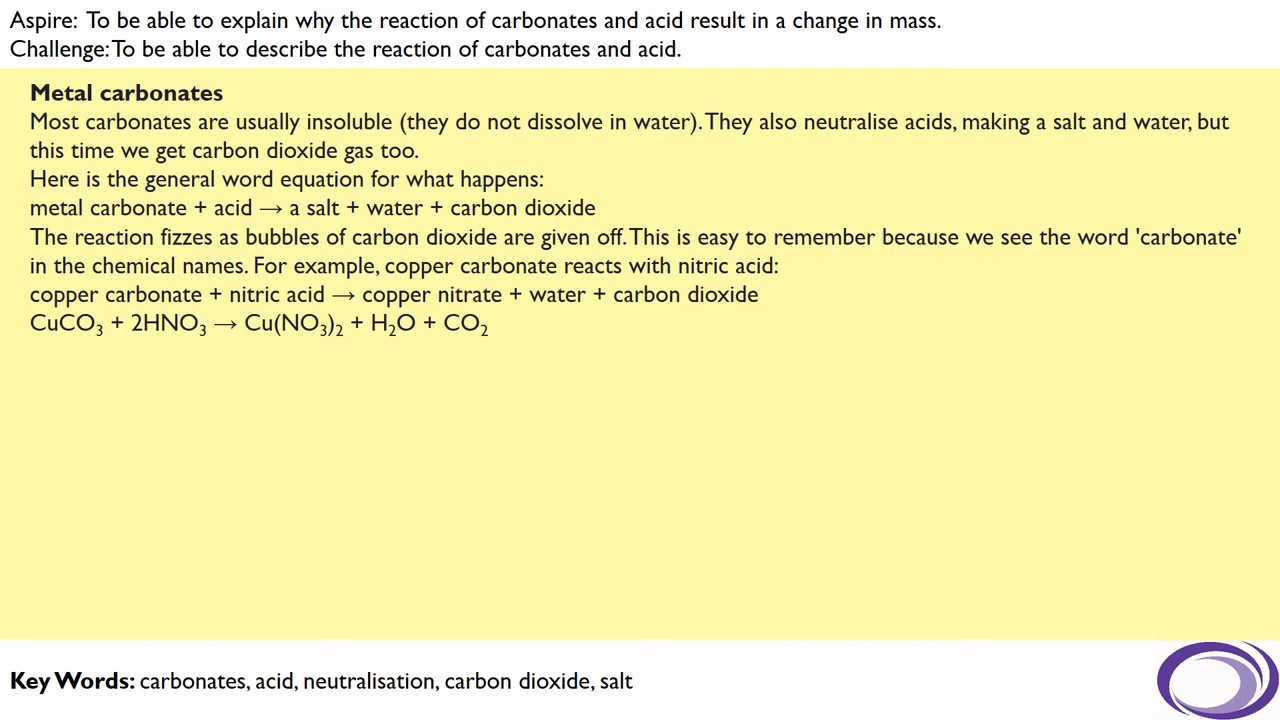 Aspire: To be able to explain why the reaction of carbonates and acid result in a change in mass.
Challenge: To be able to describe the reaction of carbonates and acid.
Metal carbonates
Most carbonates are usually insoluble (they do not dissolve in water). They also neutralise acids, making a salt and water, but
this time we get carbon dioxide gas too.
Here is the general word equation for what happens:
metal carbonate + acid → a salt + water + carbon dioxide
The reaction fizzes as bubbles of carbon dioxide are given off. This is easy to remember because we see the word 'carbonate'
in the chemical names. For example, copper carbonate reacts with nitric acid:
copper carbonate + nitric acid → copper nitrate + water + carbon dioxide
CuCO₃ + 2HNO₃ → Cu(NO₃)₂ + H₂O + CO₂
Key Words: carbonates, acid, neutralisation, carbon dioxide, salt